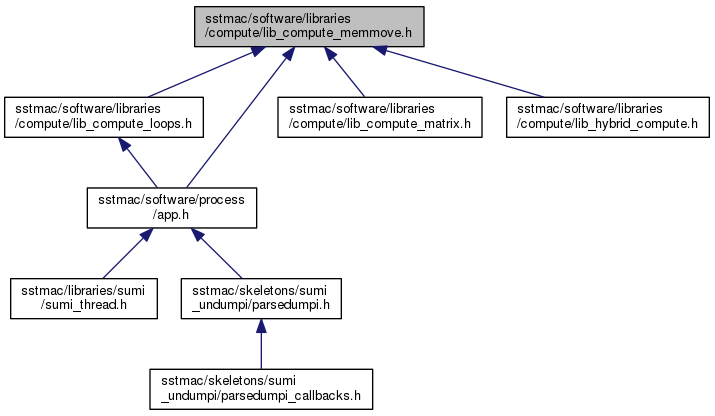 sstmac/software/libraries
/compute/lib_compute_memmove.h
sstmac/software/libraries
/compute/lib_compute_loops.h
sstmac/software/libraries
/compute/lib_compute_matrix.h
sstmac/software/libraries
/compute/lib_hybrid_compute.h
sstmac/software/process
/app.h
sstmac/libraries/sumi
/sumi_thread.h
sstmac/skeletons/sumi
_undumpi/parsedumpi.h
sstmac/skeletons/sumi
_undumpi/parsedumpi_callbacks.h